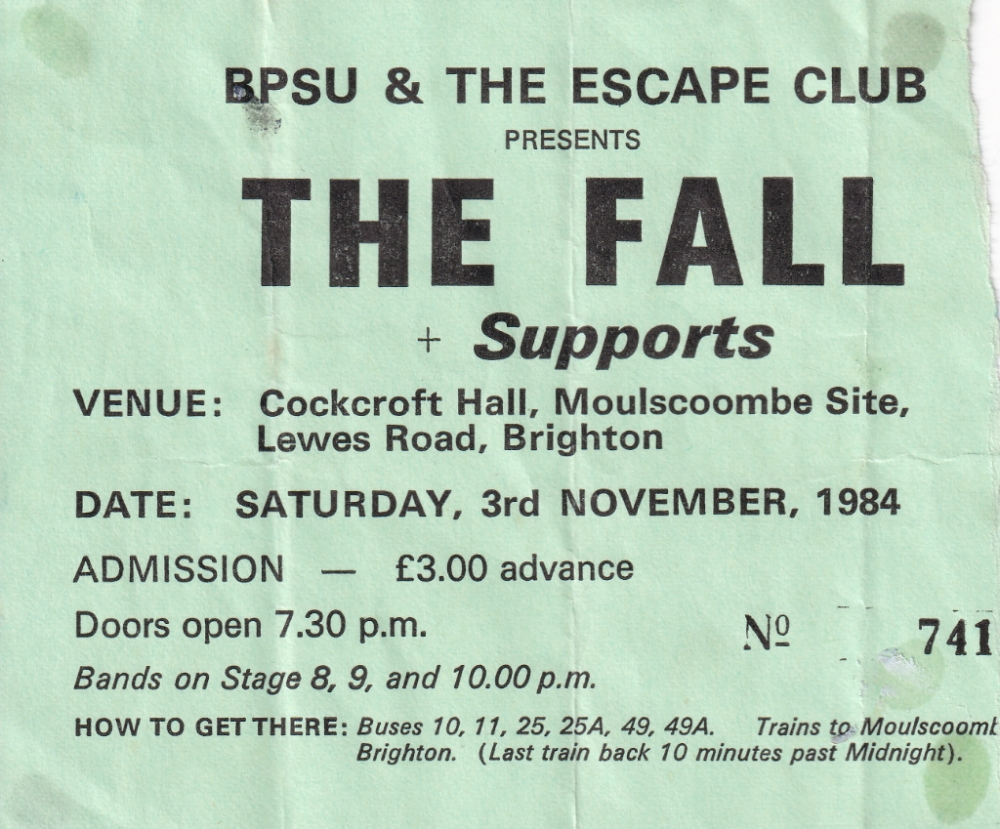 BPSU & THE ESCAPE CLUB
PRESENTS
THE FALL
+ Supports
VENUE: Cockcroft Hall, Moulscoombe Site,
Lewes Road, Brighton
DATE: SATURDAY, 3rd NOVEMBER, 1984
ADMISSION — £3.00 advance
Doors open 7.30 p.m.
Nº 741
Bands on Stage 8, 9, and 10.00 p.m.
HOW TO GET THERE: Buses 10, 11, 25, 25A, 49, 49A. Trains to Moulscoomb
Brighton. (Last train back 10 minutes past Midnight).